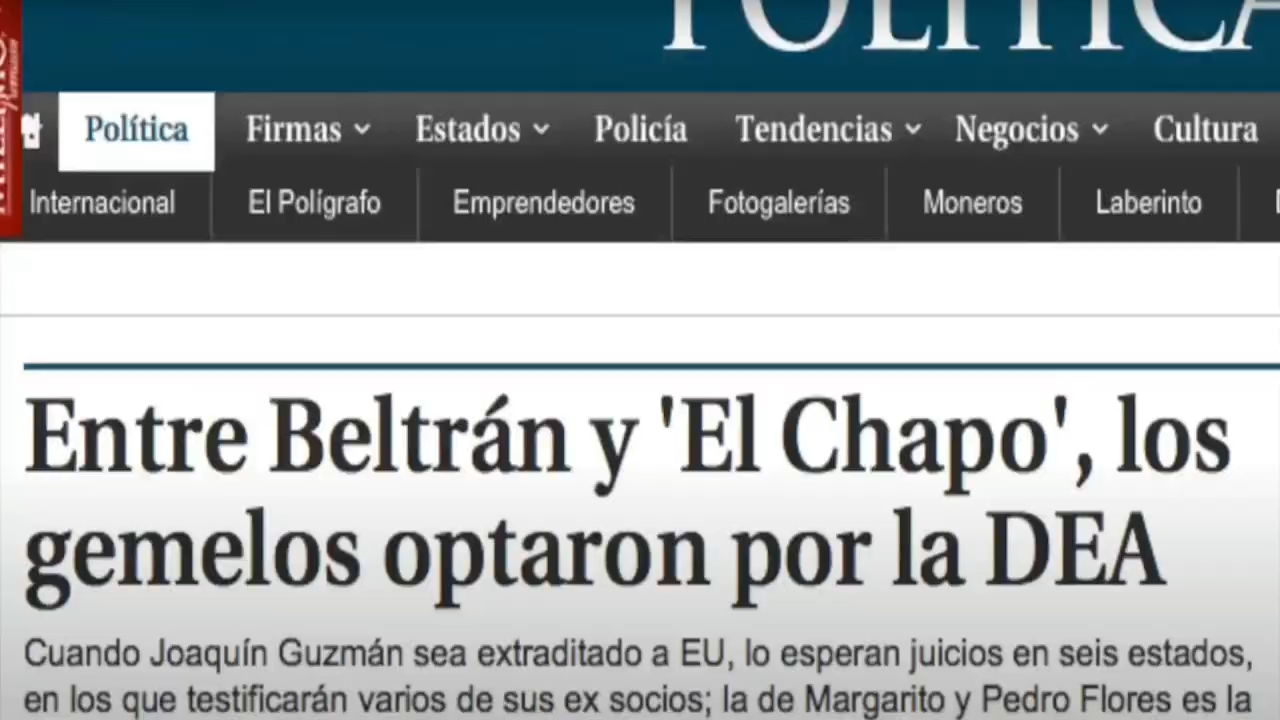 POLÍTICA
Política Firmas Estados Policía Tendencias Negocios Cultura
Internacional El Polígrafo Emprendedores Fotogalerías Moneros Laberinto
Entre Beltrán y 'El Chapo', los
gemelos optaron por la DEA
Cuando Joaquín Guzmán sea extraditado a EU, lo esperan juicios en seis estados,
en los que testificarán varios de sus ex socios; la de Margarito y Pedro Flores es la